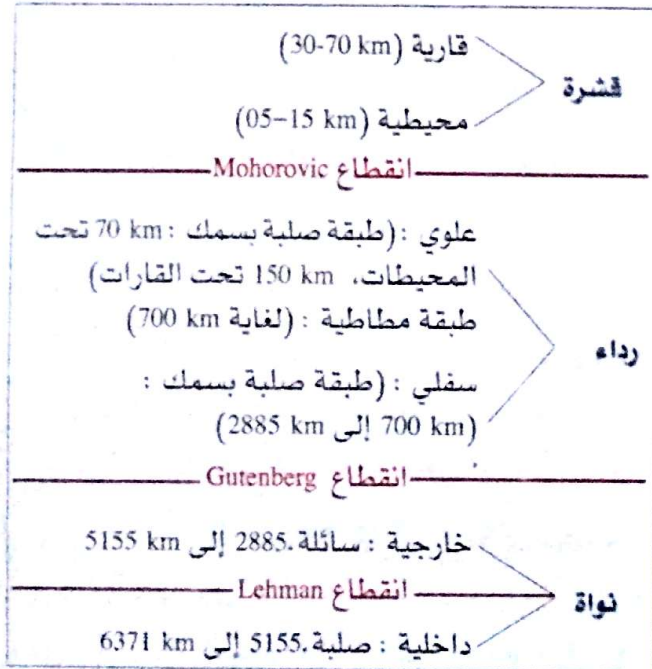 قارية (30-70 km)
قشرة
محيطية (05–15 km)
انقطاع Mohorovic
علوي : (طبقة صلبة بسمك : 70 km تحت
المحيطات، 150 km تحت القارات)
طبقة مطاطية : (لغاية 700 km)
رداء
سفلي : (طبقة صلبة بسمك :
(700 km إلى 2885 km)
انقطاع Gutenberg
خارجية : سائلة.2885 إلى 5155 km
انقطاع Lehman
نواة
داخلية : صلبة.5155 إلى 6371 km